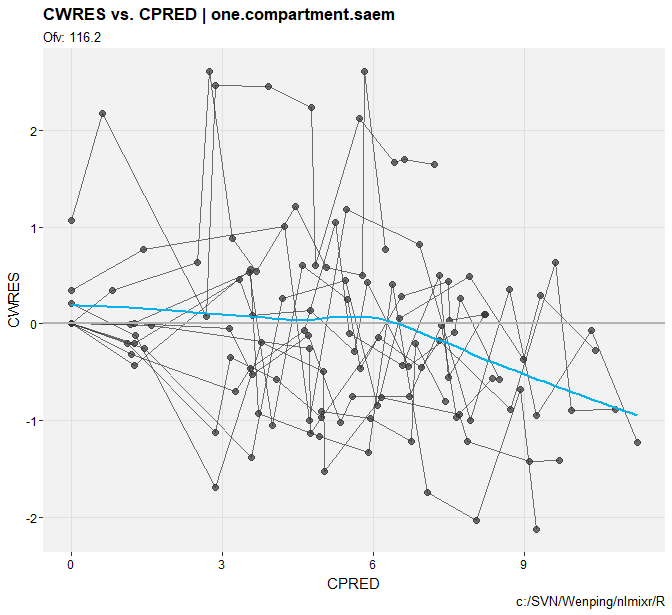 CWRES vs. CPRED | one.compartment.saem
Ofv: 116.2
CWRES
2
1
0
-1
-2
0
3
6
9
CPRED
c:/SVN/Wenping/nlmixr/R